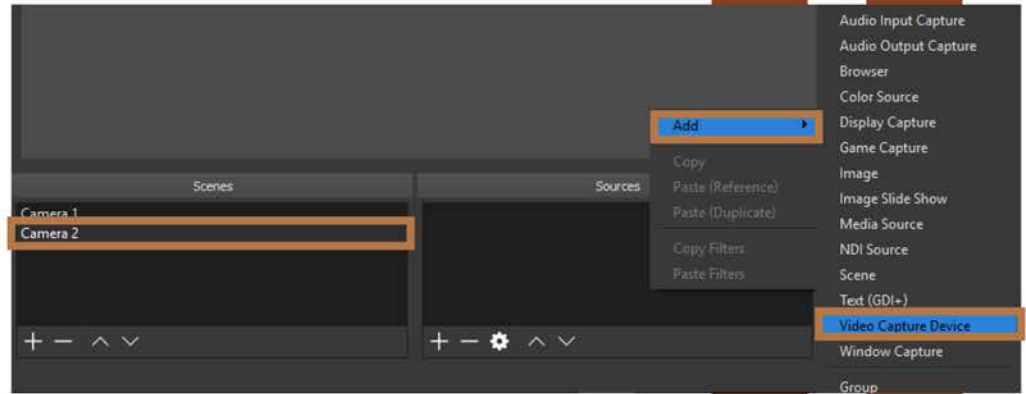 Scenes
Camera 1
Camera 2
Sources
Add
Copy
Paste (Reference)
Paste (Duplicate)
Copy Filters
Paste Filters
Audio Input Capture
Audio Output Capture
Browser
Color Source
Display Capture
Game Capture
Image
Image Slide Show
Media Source
NDI Source
Scene
Text (GDI+)
Video Capture Device
Window Capture
Group